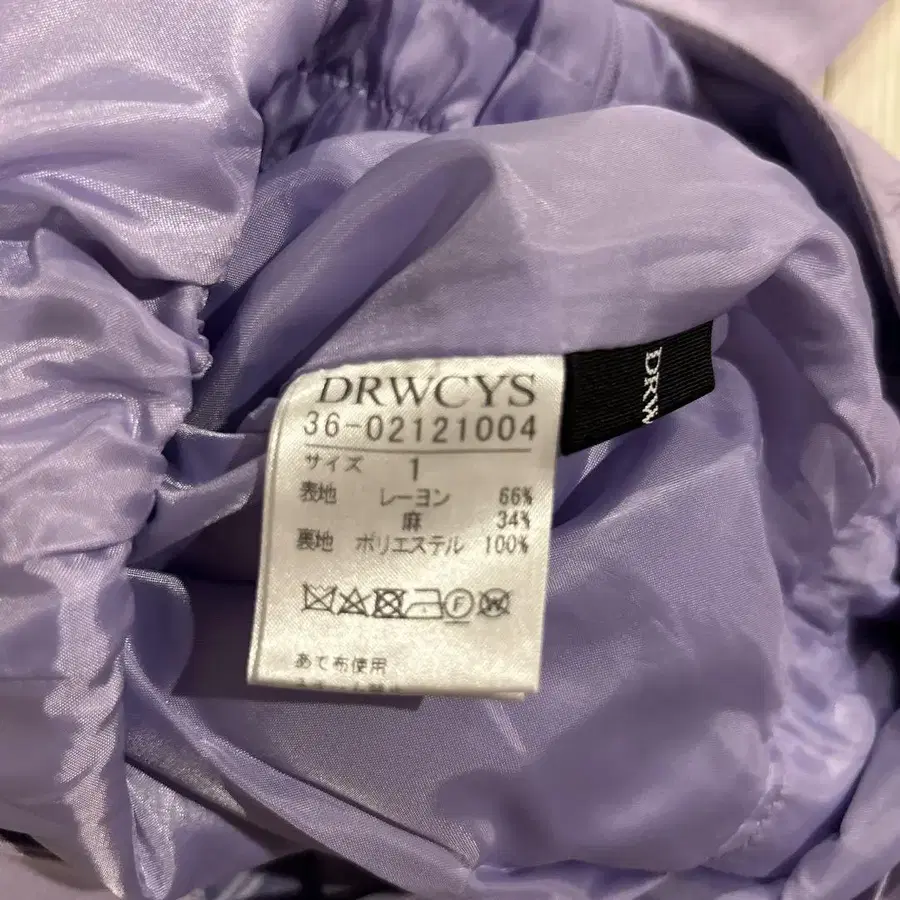 DRWCYS
36-02121004
サイズ 1
表地 レーヨン 66%
麻 34%
裏地 ポリエステル 100%
F W
あて布使用
DRW